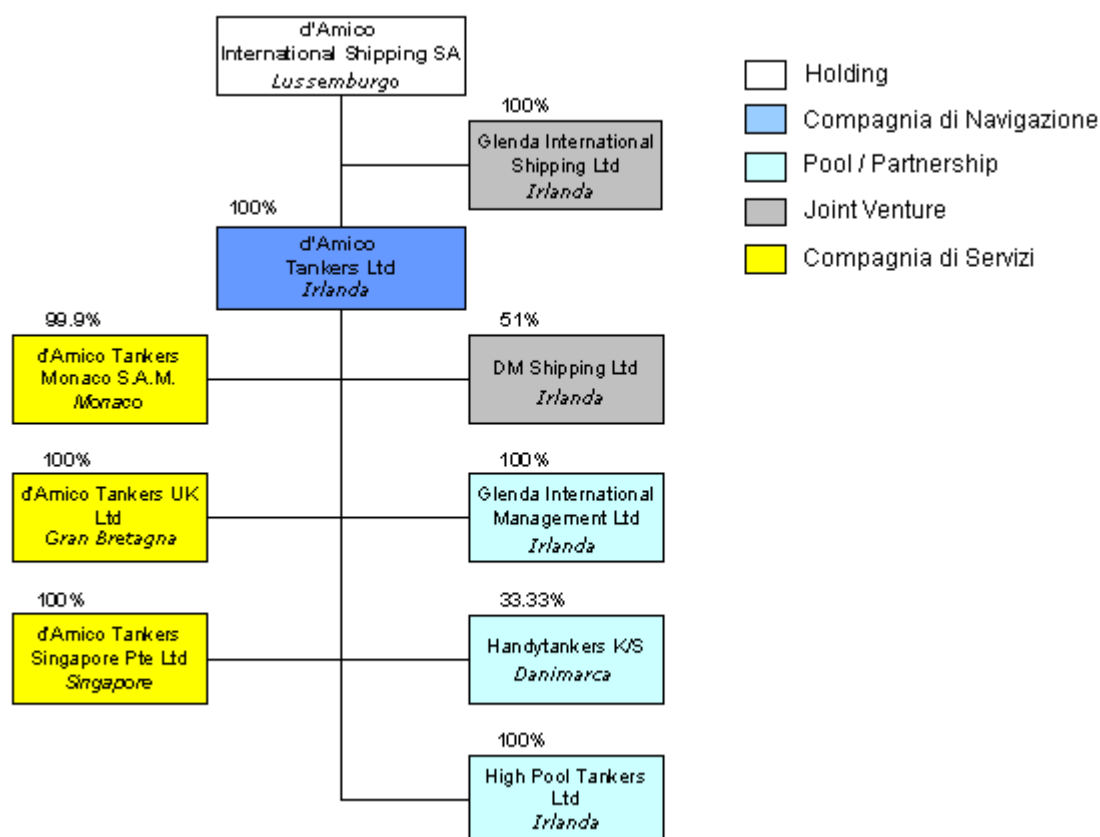 d'Amico
International Shipping SA
Lussemburgo
100%
Glenda International
Shipping Ltd
Irlanda
100%
d'Amico
Tankers Ltd
Irlanda
99.9%
d'Amico Tankers
Monaco S.A.M.
Monaco
51%
DM Shipping Ltd
Irlanda
100%
d'Amico Tankers UK
Ltd
Gran Bretagna
100%
Glenda International
Management Ltd
Irlanda
100%
d'Amico Tankers
Singapore Pte Ltd
Singapore
33.33%
Handytankers K/S
Danimarca
100%
High Pool Tankers
Ltd
Irlanda
Holding
Compagnia di Navigazione
Pool / Partnership
Joint Venture
Compagnia di Servizi